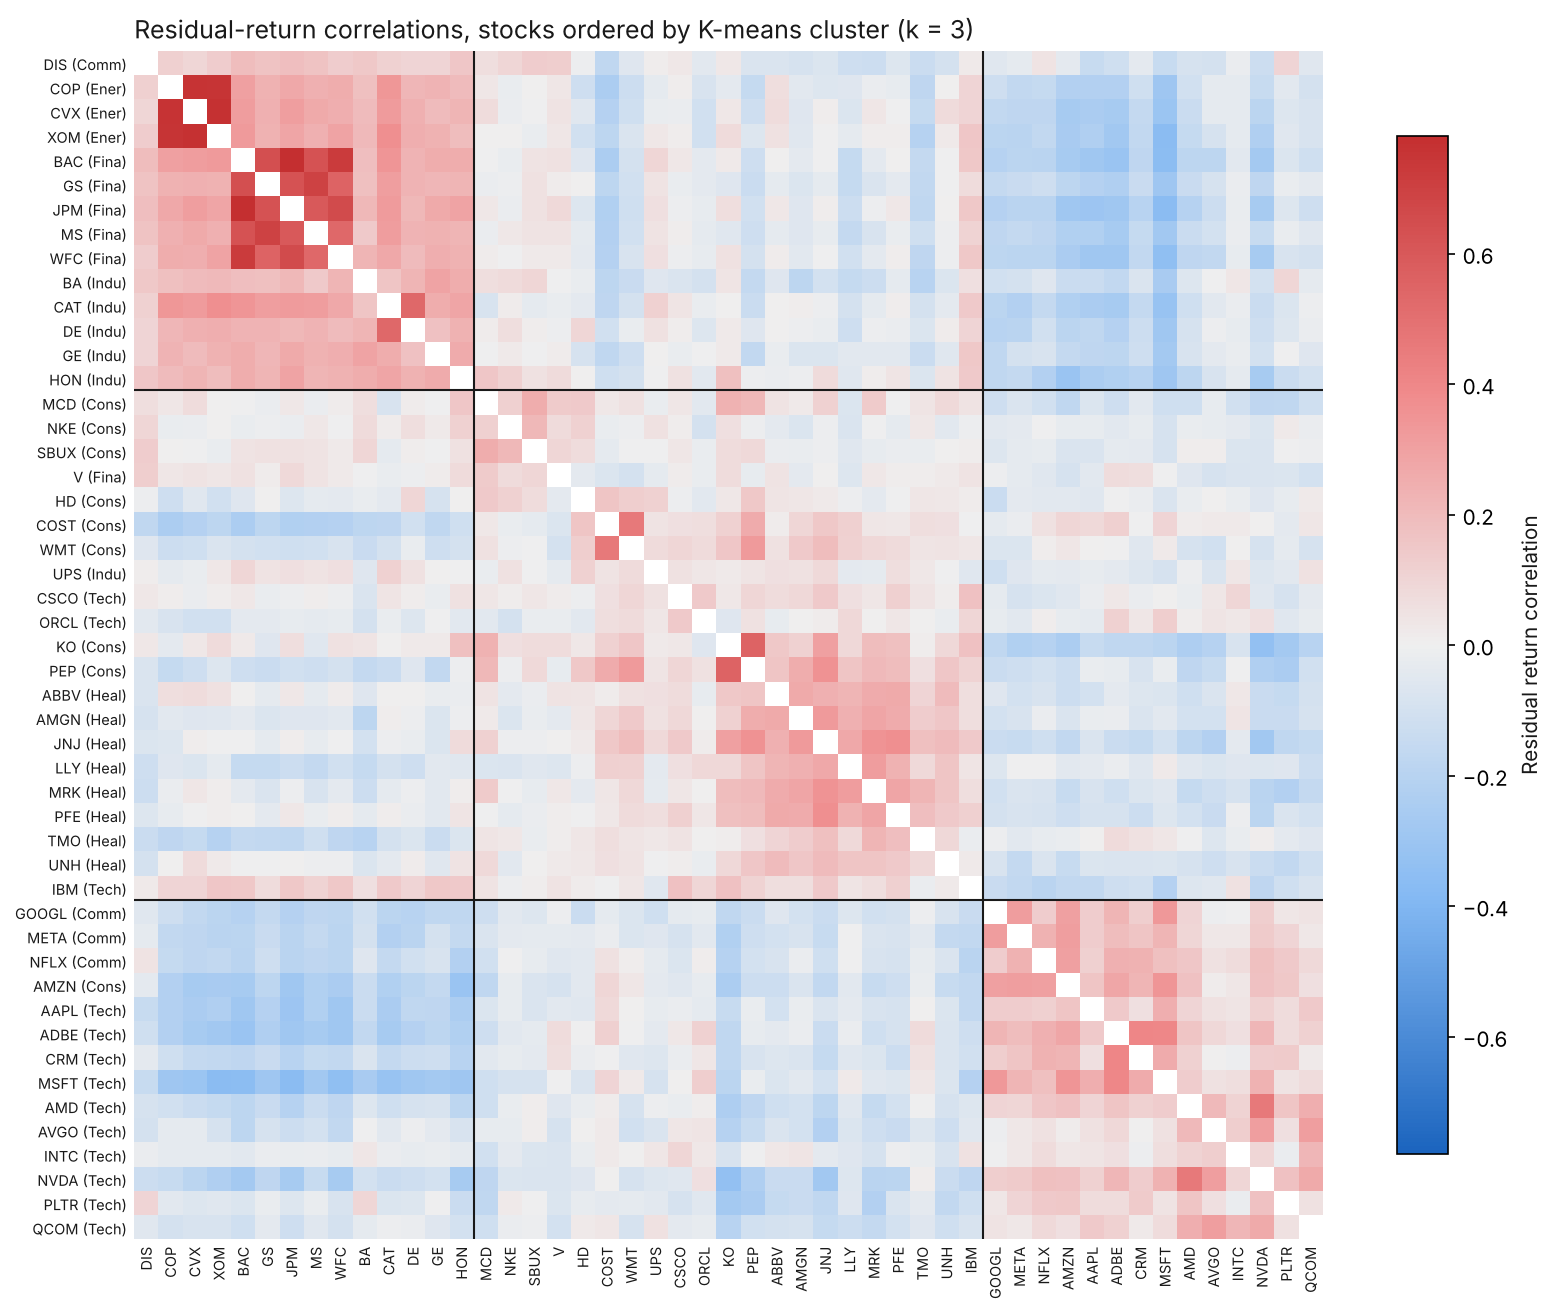 Residual-return correlations, stocks ordered by K-means cluster (k = 3)
DIS (Comm)
COP (Ener)
CVX (Ener)
XOM (Ener)
BAC (Fina)
GS (Fina)
JPM (Fina)
MS (Fina)
WFC (Fina)
BA (Indu)
CAT (Indu)
DE (Indu)
GE (Indu)
HON (Indu)
MCD (Cons)
NKE (Cons)
SBUX (Cons)
V (Fina)
HD (Cons)
COST (Cons)
WMT (Cons)
UPS (Indu)
CSCO (Tech)
ORCL (Tech)
KO (Cons)
PEP (Cons)
ABBV (Heal)
AMGN (Heal)
JNJ (Heal)
LLY (Heal)
MRK (Heal)
PFE (Heal)
TMO (Heal)
UNH (Heal)
IBM (Tech)
GOOGL (Comm)
META (Comm)
NFLX (Comm)
AMZN (Cons)
AAPL (Tech)
ADBE (Tech)
CRM (Tech)
MSFT (Tech)
AMD (Tech)
AVGO (Tech)
INTC (Tech)
NVDA (Tech)
PLTR (Tech)
QCOM (Tech)
DIS
COP
CVX
XOM
BAC
GS
JPM
MS
WFC
BA
CAT
DE
GE
HON
MCD
NKE
SBUX
V
HD
COST
WMT
UPS
CSCO
ORCL
KO
PEP
ABBV
AMGN
JNJ
LLY
MRK
PFE
TMO
UNH
IBM
GOOGL
META
NFLX
AMZN
AAPL
ADBE
CRM
MSFT
AMD
AVGO
INTC
NVDA
PLTR
QCOM
0.6
0.4
0.2
0.0
−0.2
−0.4
−0.6
Residual return correlation